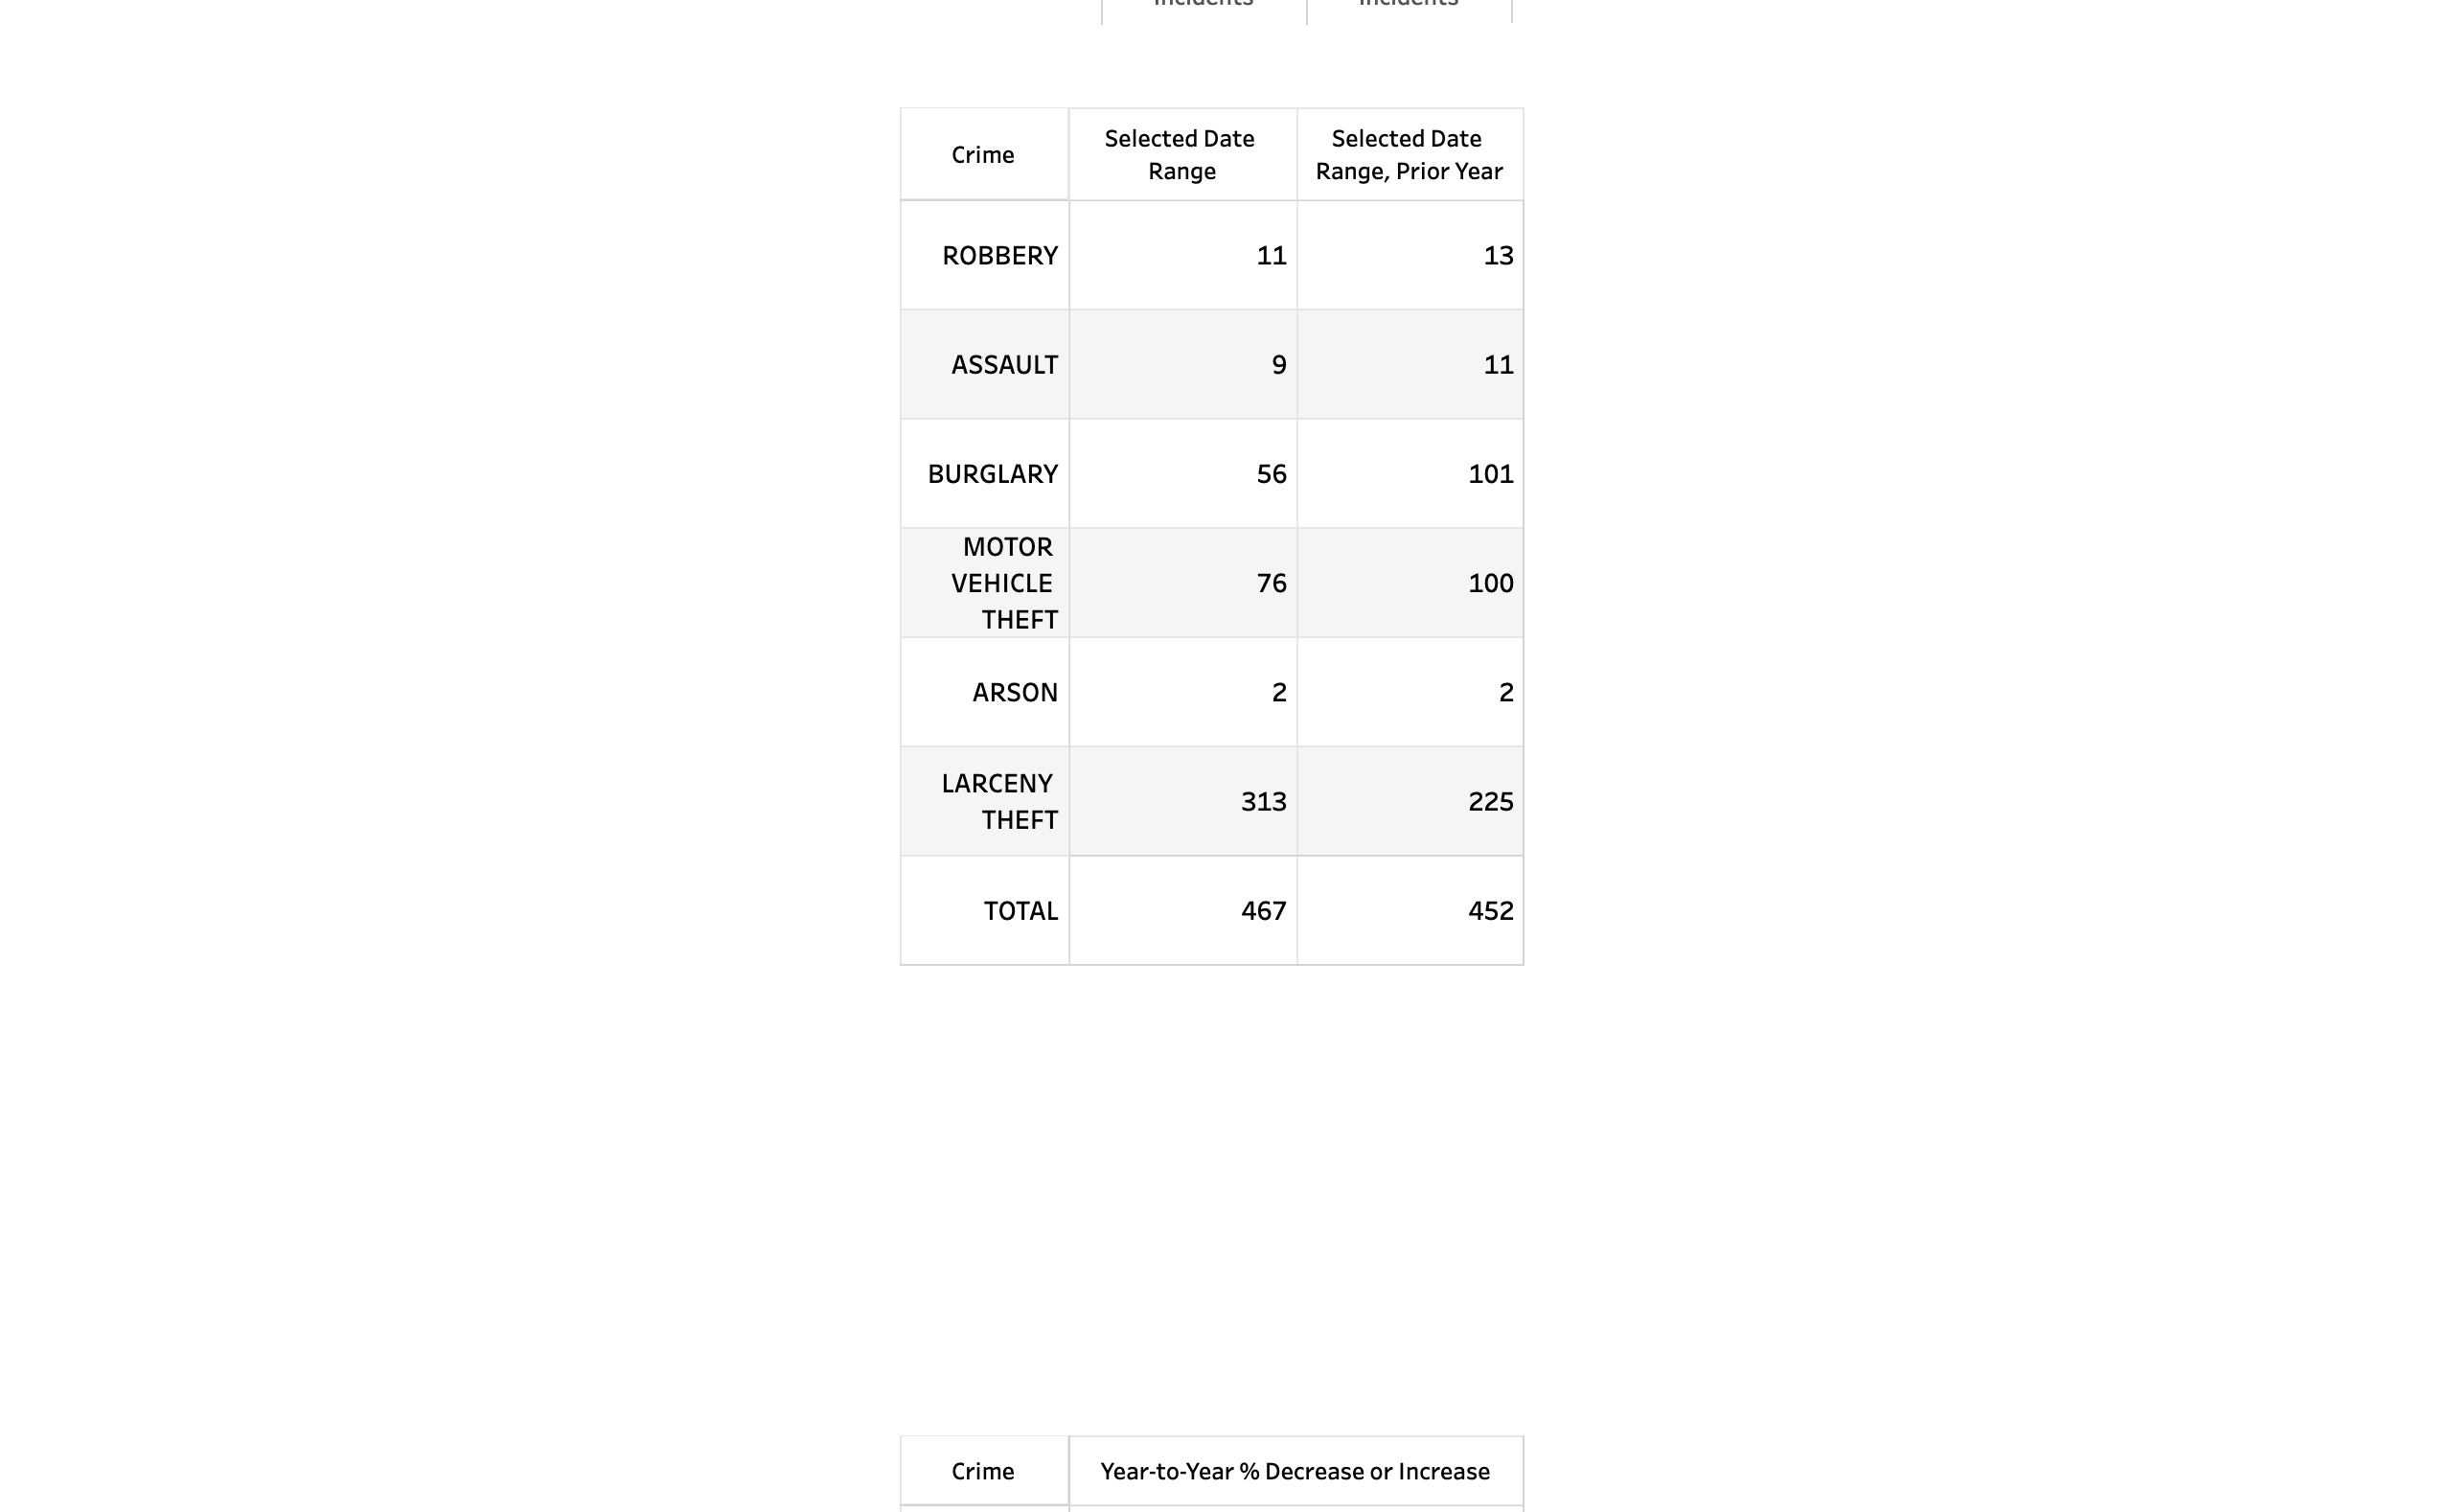 Incidents Incidents
Crime
Selected Date
Range
Selected Date
Range, Prior Year
ROBBERY 11 13
ASSAULT 9 11
BURGLARY 56 101
MOTOR
VEHICLE
THEFT
76 100
ARSON 2 2
LARCENY
THEFT
313 225
TOTAL 467 452
Crime Year-to-Year % Decrease or Increase